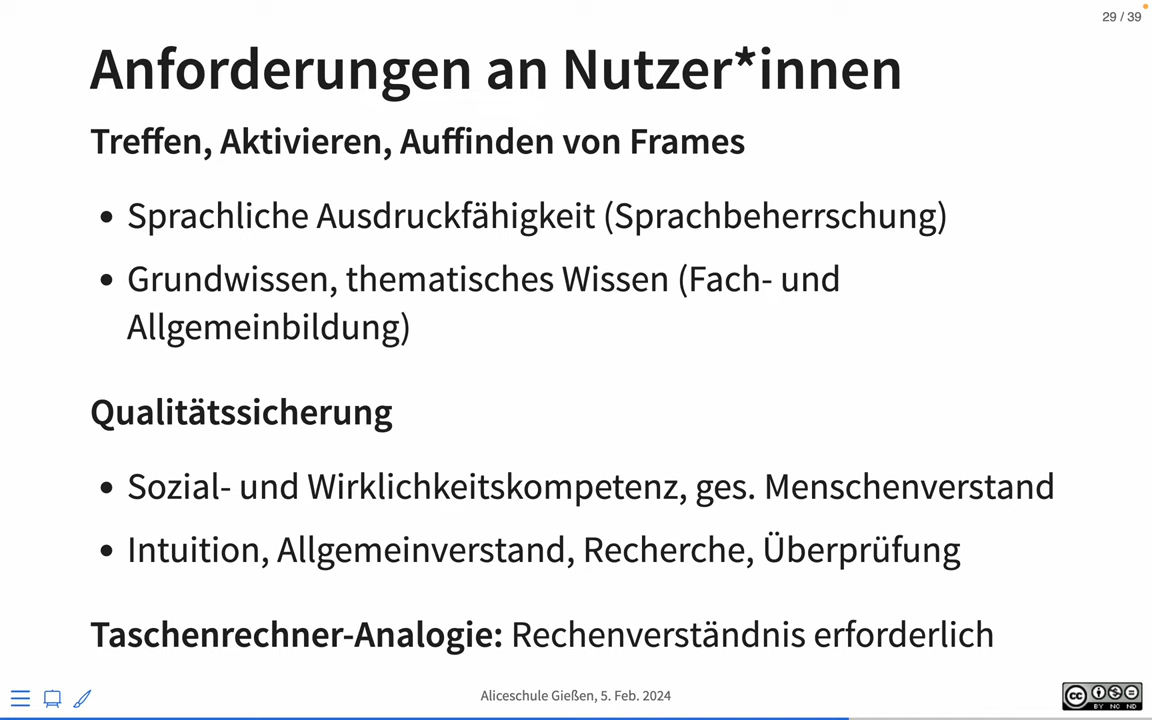 29 / 39
Anforderungen an Nutzer*innen
Treffen, Aktivieren, Auffinden von Frames
• Sprachliche Ausdruckfähigkeit (Sprachbeherrschung)
• Grundwissen, thematisches Wissen (Fach- und
Allgemeinbildung)
Qualitätssicherung
• Sozial- und Wirklichkeitskompetenz, ges. Menschenverstand
• Intuition, Allgemeinverstand, Recherche, Überprüfung
Taschenrechner-Analogie: Rechenverständnis erforderlich
Aliceschule Gießen, 5. Feb. 2024
CC BY NC ND